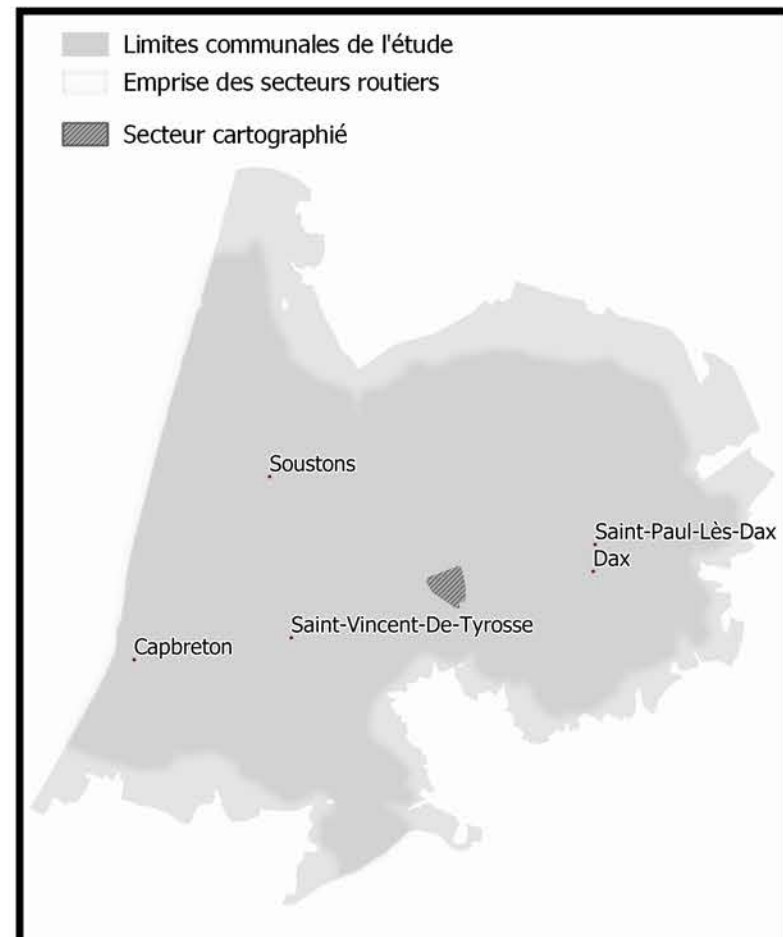 Limites communales de l'étude
Emprise des secteurs routiers
Secteur cartographié
Soustons
Saint-Paul-Lès-Dax
Dax
Saint-Vincent-De-Tyrosse
Capbreton